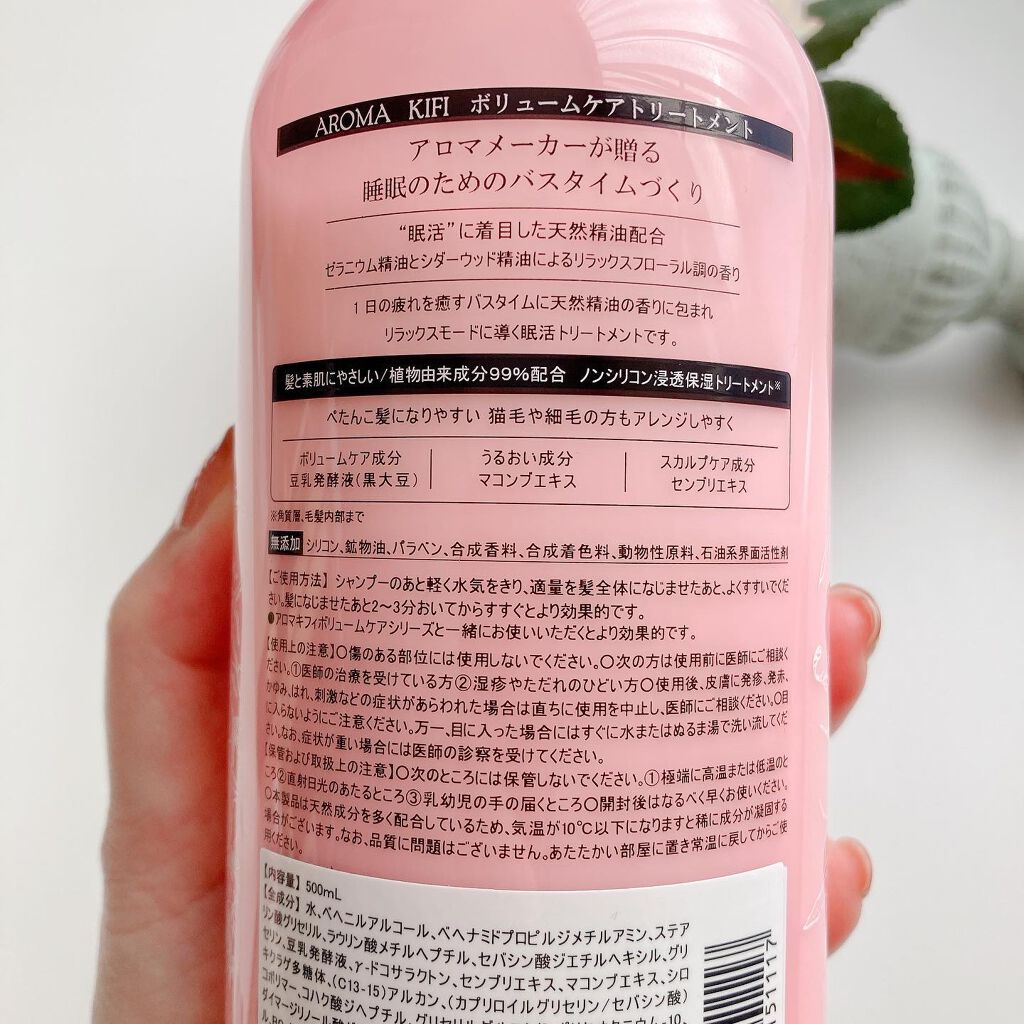 AROMA KIFI ボリュームケアトリートメント
アロマメーカーが贈る
睡眠のためのバスタイムづくり
“眠活”に着目した天然精油配合
ゼラニウム精油とシダーウッド精油によるリラックスフローラル調の香り
1日の疲れを癒すバスタイムに天然精油の香りに包まれ
リラックスモードに導く眠活トリートメントです。
髪と素肌にやさしい/植物由来成分99%配合 ノンシリコン浸透保湿トリートメント※
ぺたんこ髪になりやすい 猫毛や細毛の方もアレンジしやすく
ボリュームケア成分 うるおい成分 スカルプケア成分
豆乳発酵液(黒大豆) マコンブエキス センブリエキス
※角質層、毛髪内部まで
無添加 シリコン、鉱物油、パラベン、合成香料、合成着色料、動物性原料、石油系界面活性剤
【ご使用方法】シャンプーのあと軽く水気をきり、適量を髪全体になじませたあと、よくすすいでくだ
さい。髪になじませたあと2〜3分おいてからすすぐとより効果的です。
●アロマキフィボリュームケアシリーズと一緒にお使いいただくとより効果的です。
【使用上の注意】○傷のある部位には使用しないでください。○次の方は使用前に医師にご相談く
ださい。①医師の治療を受けている方②湿疹やただれのひどい方○使用後、皮膚に発疹、発赤、
かゆみ、はれ、刺激などの症状があらわれた場合は直ちに使用を中止し、医師にご相談ください。○目
に入らないようにご注意ください。万一、目に入った場合にはすぐに水またはぬるま湯で洗い流してくだ
さい。なお、症状が重い場合には医師の診察を受けてください。
【保管および取扱上の注意】○次のところには保管しないでください。①極端に高温または低温のと
ころ②直射日光のあたるところ③乳幼児の手の届くところ○開封後はなるべく早くお使いください。
○本製品は天然成分を多く配合しているため、気温が10℃以下になりますと稀に成分が凝固する
場合がございます。なお、品質に問題はございません。あたたかい部屋に置き常温に戻してからご使
用ください。
【内容量】500mL
【全成分】水、ベヘニルアルコール、ベヘナミドプロピルジメチルアミン、ステア
リン酸グリセリル、ラウリン酸メチルヘプチル、セバシン酸ジエチルヘキシル、グリ
セリン、豆乳発酵液、γ-ドコサラクトン、センブリエキス、マコンブエキス、シロ
キクラゲ多糖体、(C13-15)アルカン、(カプリロイルグリセリン/セバシン酸)
コポリマー、コハク酸ジヘプチル、グリセリル
ダイマージリノール酸
51117